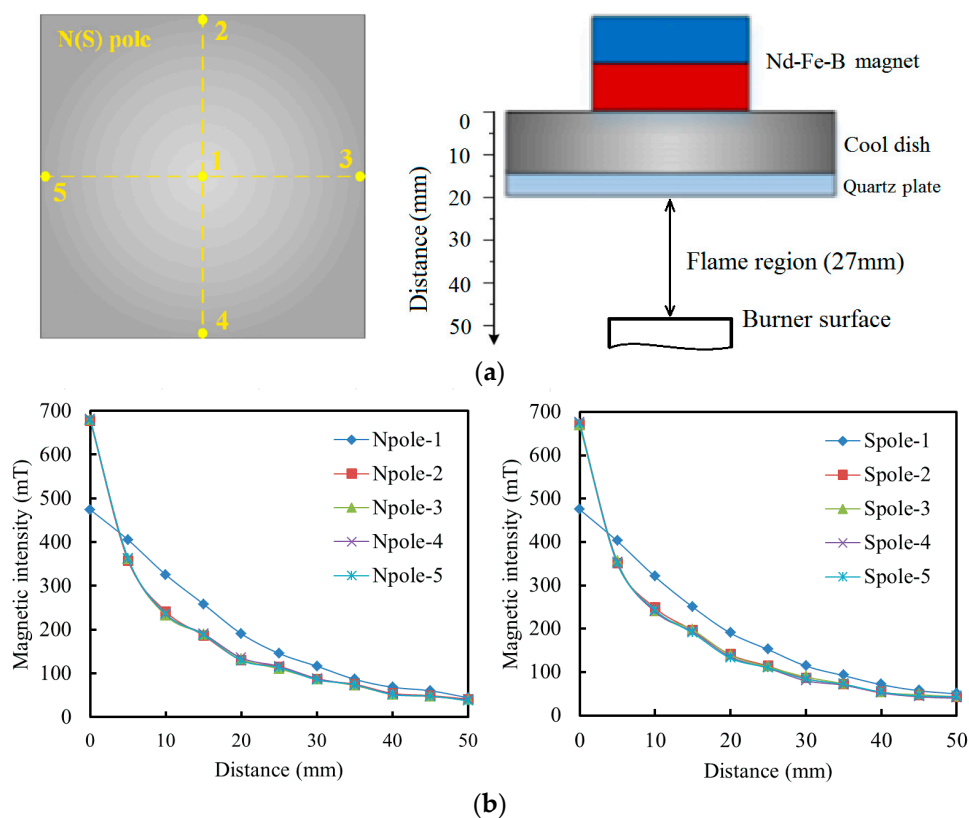 N(S) pole
2
1
3
5
4
Nd-Fe-B magnet
Cool dish
Quartz plate
Flame region (27mm)
Burner surface
Distance (mm)
0
10
20
30
40
50
(a)
700
600
500
400
300
200
100
0
Magnetic intensity (mT)
Npole-1
Npole-2
Npole-3
Npole-4
Npole-5
0
10
20
30
40
50
Distance (mm)
700
600
500
400
300
200
100
0
Magnetic intensity (mT)
Spole-1
Spole-2
Spole-3
Spole-4
Spole-5
0
10
20
30
40
50
Distance (mm)
(b)